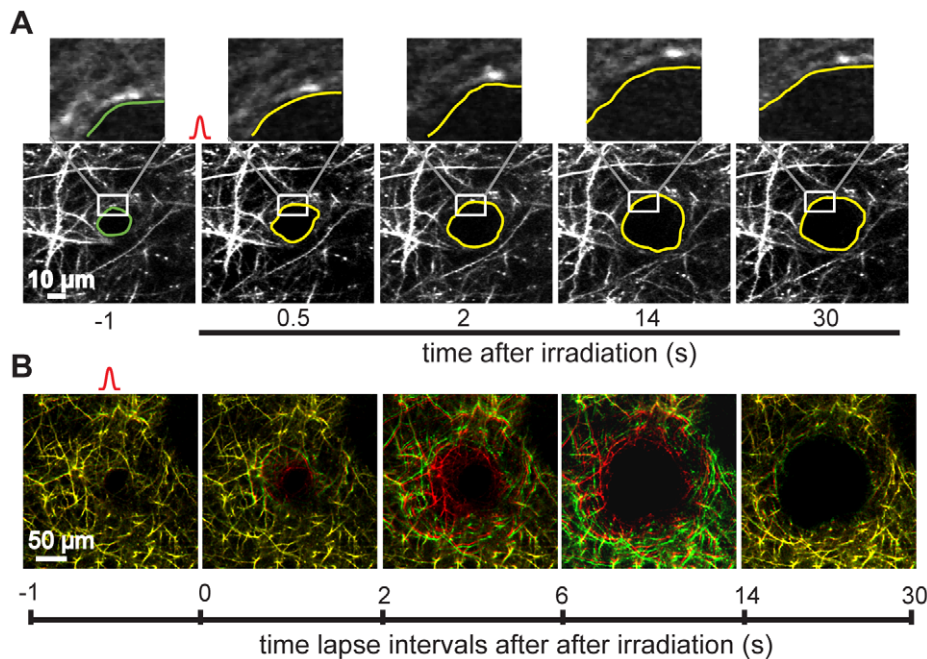 A
10 µm
-1
0.5
2
14
30
time after irradiation (s)
B
50 µm
-1
0
2
6
14
30
time lapse intervals after after irradiation (s)